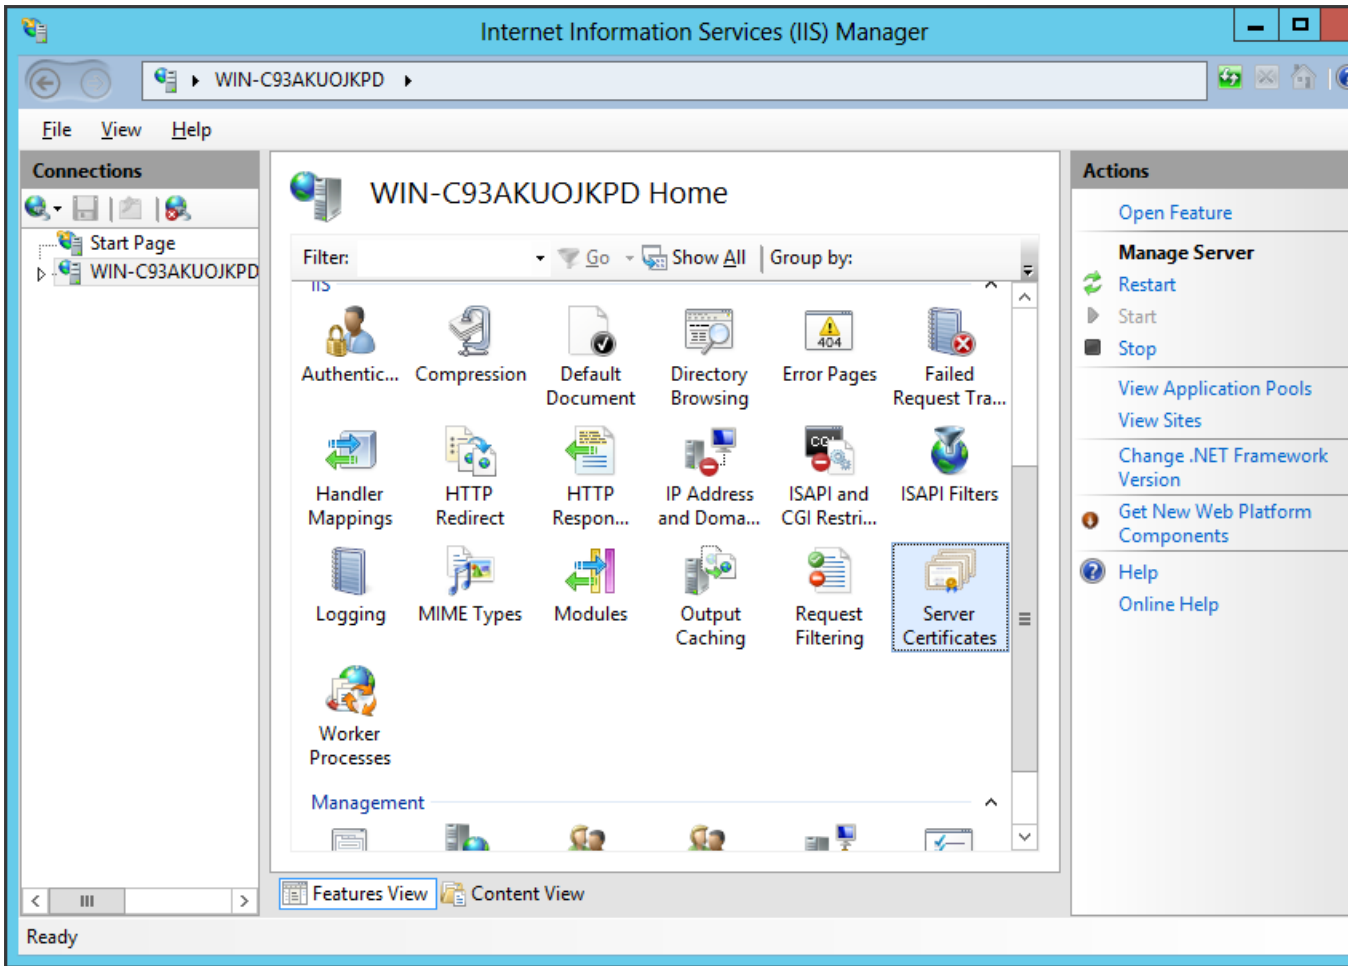 Internet Information Services (IIS) Manager
WIN-C93AKUOJKPD
File View Help
Connections
Start Page
WIN-C93AKUOJKPD
WIN-C93AKUOJKPD Home
Filter: Go Show All Group by:
IIS
Authentic... Compression Default Document Directory Browsing Error Pages Failed Request Tra...
404
Handler Mappings HTTP Redirect HTTP Respon... IP Address and Doma... ISAPI and CGI Restri... ISAPI Filters
CGI
Logging MIME Types Modules Output Caching Request Filtering Server Certificates
Worker Processes
Management
Features View Content View
Ready
Actions
Open Feature
Manage Server
Restart
Start
Stop
View Application Pools
View Sites
Change .NET Framework
Version
Get New Web Platform
Components
Help
Online Help